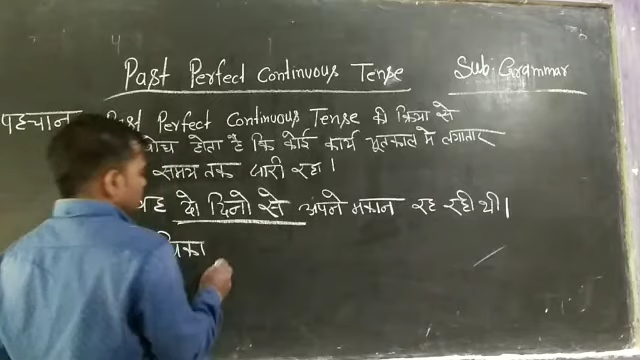 Past Perfect Continuous Tense Sub: Grammar
पहचान Past Perfect Continuous Tense की क्रिया से
बोध होता है कि कोई कार्य भूतकाल मे लगातार
समय तक जारी रहा।
वह दो दिनो से अपने मकान रह रही थी।